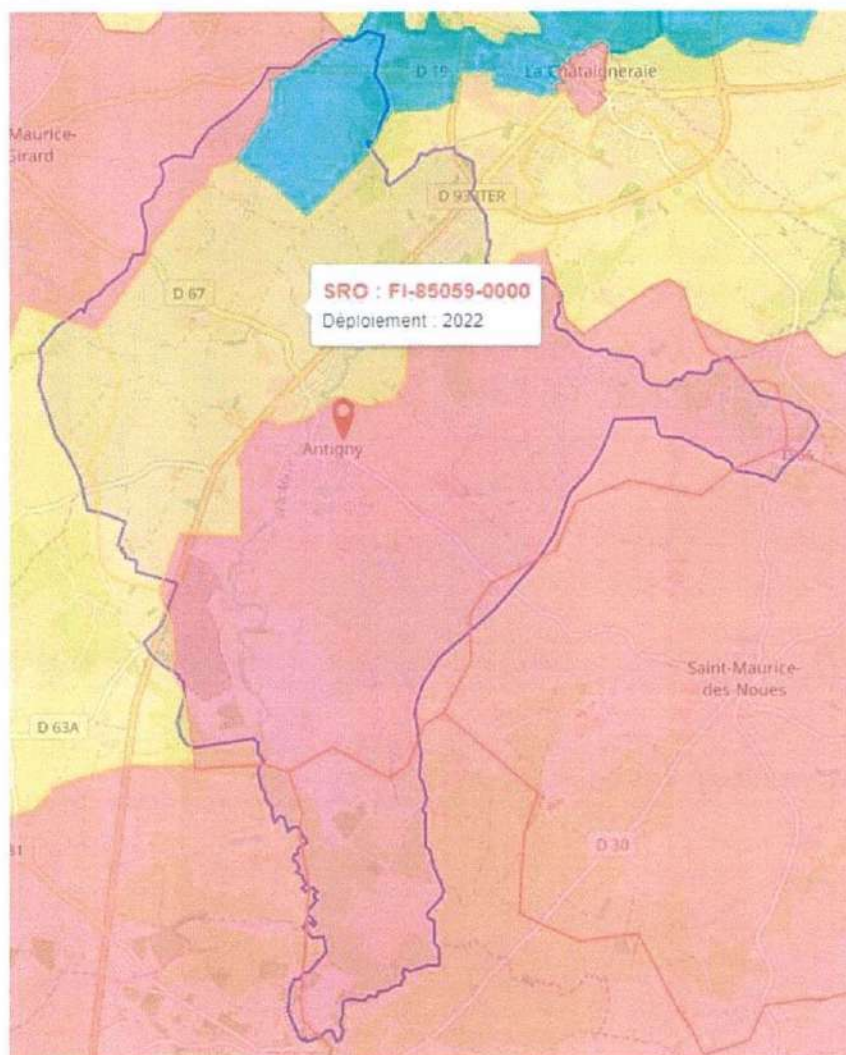 D 19
La Châtaigneraie
Maurice-
Girard
D 938TER
D 67
SRO : FI-85059-0000
Déploiement : 2022
Antigny
Saint-Maurice-
des-Noues
D 63A
D 30